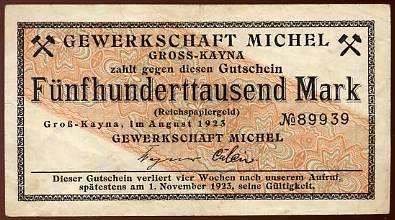 GEWERKSCHAFT MICHEL
GROSS-KAYNA
zahlt gegen diesen Gutschein
Fünfhunderttausend Mark
(Reichspapiergeld)
Groß-Kayna, im August 1923
№89939
GEWERKSCHAFT MICHEL
Dieser Gutschein verliert vier Wochen nach unserem Aufruf,
spätestens am 1. November 1923, seine Gültigkeit.